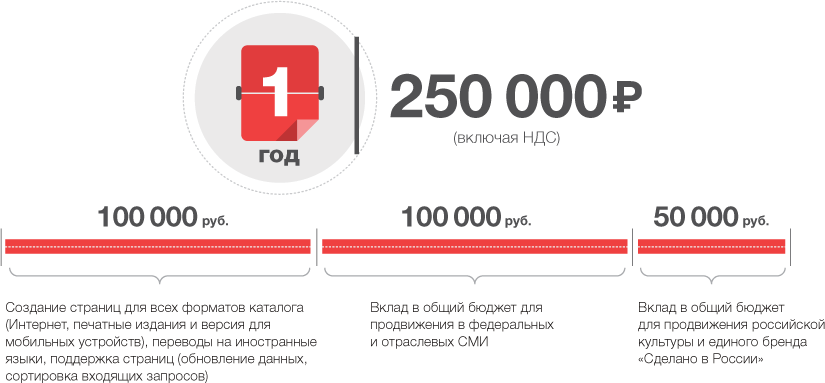 1
год
250 000 ₽
(включая НДС)
100 000 руб.
100 000 руб.
50 000 руб.
Создание страниц для всех форматов каталога
(Интернет, печатные издания и версия для
мобильных устройств), переводы на иностранные
языки, поддержка страниц (обновление данных,
сортировка входящих запросов)
Вклад в общий бюджет для
продвижения в федеральных
и отраслевых СМИ
Вклад в общий бюджет
для продвижения российской
культуры и единого бренда
«Сделано в России»